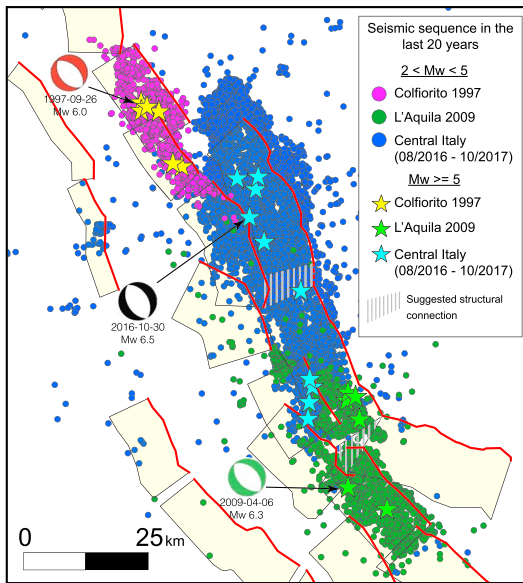 Seismic sequence in the
last 20 years
2 < Mw < 5
Colfiorito 1997
L'Aquila 2009
Central Italy
(08/2016 - 10/2017)
Mw >= 5
Colfiorito 1997
L'Aquila 2009
Central Italy
(08/2016 - 10/2017)
Suggested structural
connection
1997-09-26
Mw 6.0
2016-10-30
Mw 6.5
2009-04-06
Mw 6.3
0 25 km